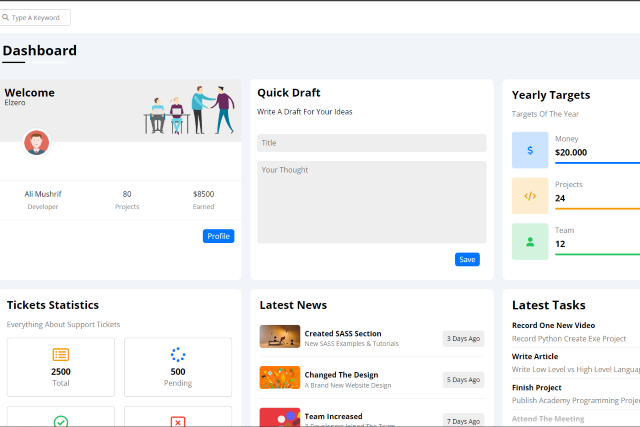 Type A Keyword
Dashboard
Welcome
Elzero
Ali Mushrif
Developer
80
Projects
$8500
Earned
Profile
Quick Draft
Write A Draft For Your Ideas
Title
Your Thought
Save
Yearly Targets
Targets Of The Year
$
Money
$20.000
</>
Projects
24
Team
12
Tickets Statistics
Everything About Support Tickets
2500
Total
500
Pending
Latest News
Created SASS Section
New SASS Examples & Tutorials
3 Days Ago
Changed The Design
A Brand New Website Design
5 Days Ago
Team Increased
3 Developers Joined The Team
7 Days Ago
Latest Tasks
Record One New Video
Record Python Create Exe Project
Write Article
Write Low Level vs High Level
Finish Project
Publish Academy Programming
Attend The Meeting